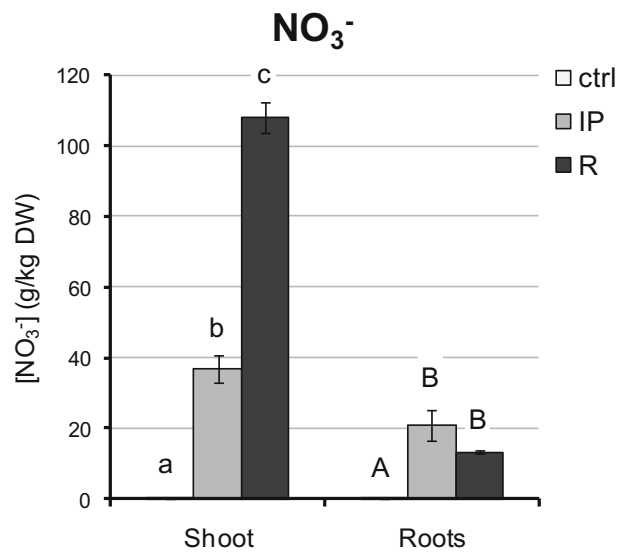 NO₃⁻
ctrl
IP
R
[NO₃⁻] (g/kg DW)
120
100
80
60
40
20
0
a
b
c
A
B
B
Shoot
Roots